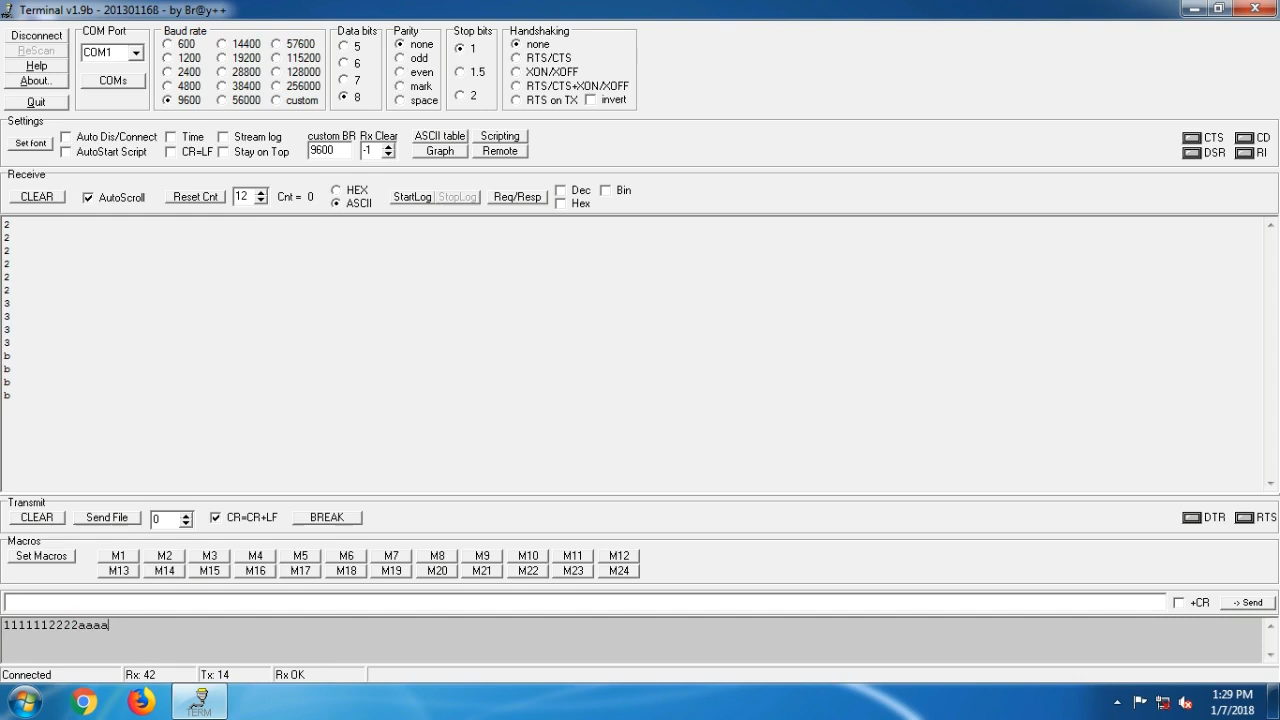 Terminal v1.9b - 20130116ß - by Br@y++
Disconnect
ReScan
Help
About..
Quit
COM Port
COM1
COMs
Baud rate
600 14400 57600
1200 19200 115200
2400 28800 128000
4800 38400 256000
9600 56000 custom
Data bits
5
6
7
8
Parity
none
odd
even
mark
space
Stop bits
1
1.5
2
Handshaking
none
RTS/CTS
XON/XOFF
RTS/CTS+XON/XOFF
RTS on TX invert
Settings
Set font
Auto Dis/Connect Time Stream log
AutoStart Script CR=LF Stay on Top
custom BR Rx Clear
9600 -1
ASCII table Scripting
Graph Remote
CTS CD
DSR RI
Receive
CLEAR AutoScroll Reset Cnt 12 Cnt = 0
HEX
ASCII
StartLog StopLog Req/Resp
Dec Bin
Hex
2
2
2
2
2
2
3
3
3
3
b
b
b
b
Transmit
CLEAR Send File 0 CR=CR+LF BREAK DTR RTS
Macros
Set Macros M1 M2 M3 M4 M5 M6 M7 M8 M9 M10 M11 M12
M13 M14 M15 M16 M17 M18 M19 M20 M21 M22 M23 M24
+CR -> Send
1111112222aaaa
Connected Rx: 42 Tx: 14 Rx OK
TERM
1:29 PM
1/7/2018